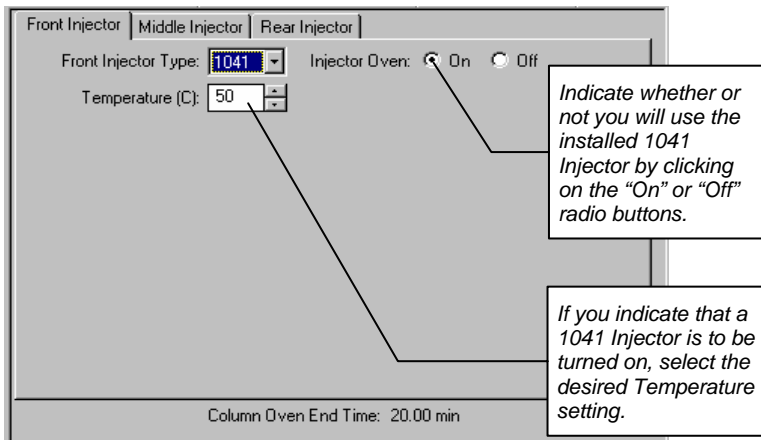 Front Injector Middle Injector Rear Injector
Front Injector Type: 1041 Injector Oven: On Off
Temperature (C): 50
Indicate whether or
not you will use the
installed 1041
Injector by clicking
on the “On” or “Off”
radio buttons.
If you indicate that a
1041 Injector is to be
turned on, select the
desired Temperature
setting.
Column Oven End Time: 20.00 min